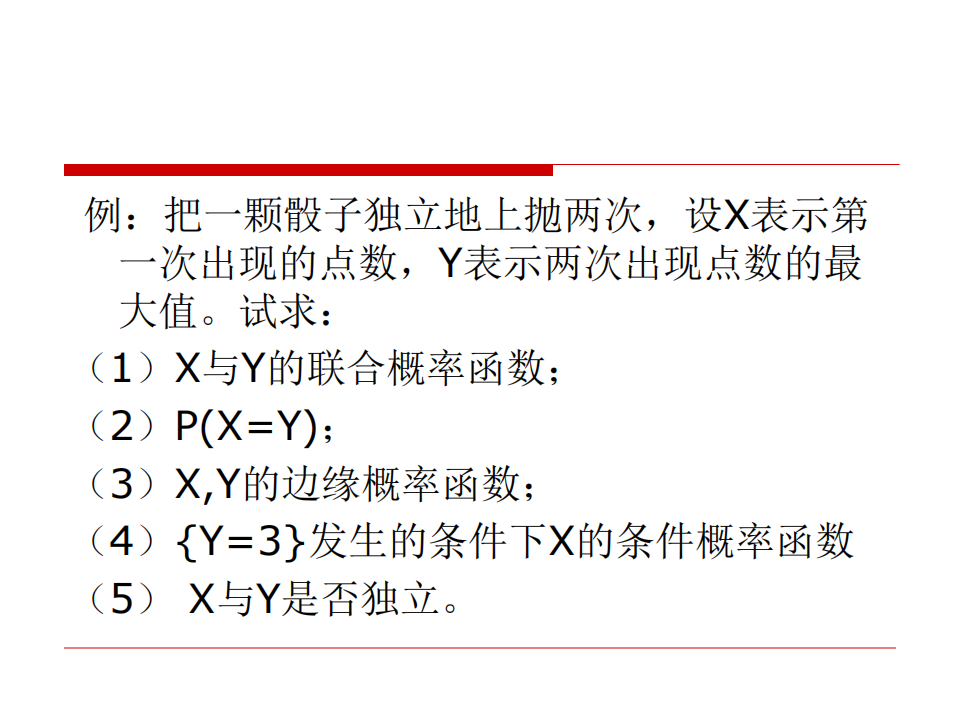 例：把一颗骰子独立地上抛两次，设X表示第
一次出现的点数，Y表示两次出现点数的最
大值。试求：
（1）X与Y的联合概率函数；
（2）P(X=Y)；
（3）X,Y的边缘概率函数；
（4）{Y=3}发生的条件下X的条件概率函数
（5） X与Y是否独立。